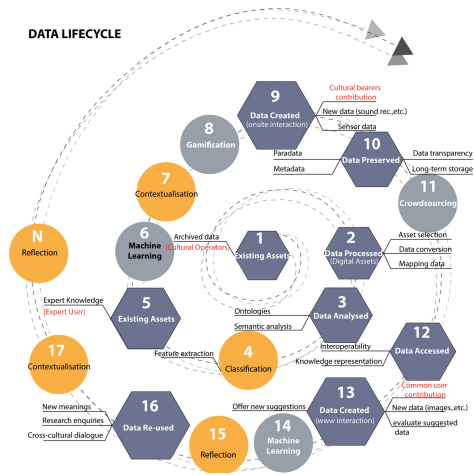 DATA LIFECYCLE
9
Data Created
(onsite interaction)
Cultural bearers
contribution
New data (sound rec.,etc.)
Sehsor data
8
Gamification
10
Data Preserved
Paradata
Metadata
Data transparency
Long-term storage
7
Contextualisation
11
Crowdsourcing
6
Machine
Learning
Archived data
(Cultural Operators)
1
Existing Assets
2
Data Processed
(Digital Assets)
Asset selection
Data conversion
Mapping data
N
Reflection
Expert Knowledge
(Expert User)
5
Existing Assets
Ontologies
Semantic analysis
3
Data Analysed
12
Data Accessed
Interoperability
Knowledge representation
Feature extraction
4
Classification
17
Contextualisation
13
Data Created
(www interaction)
Common user
contribution
New data (images.,etc.)
evaluate suggested
data
Offer new suggestions
New meanings
Research enquiries
Cross-cultural dialogue
16
Data Re-used
15
Reflection
14
Machine
Learning